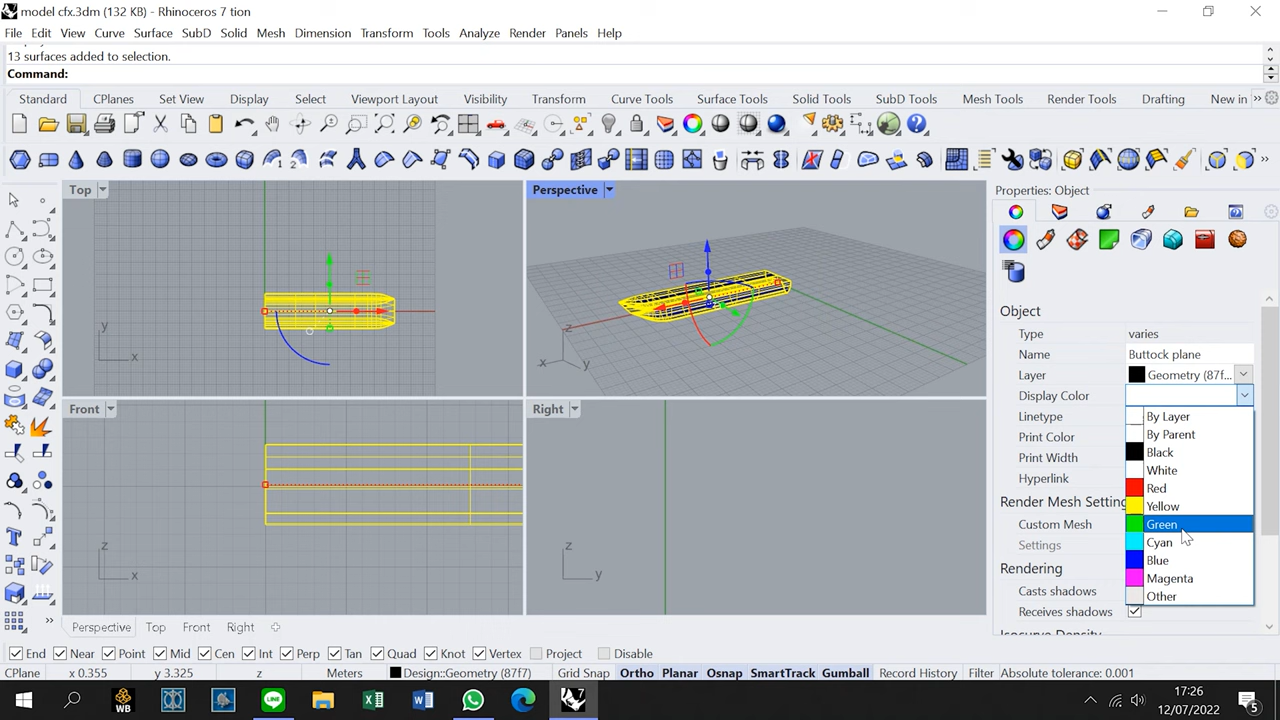 model cfx.3dm (132 KB) - Rhinoceros 7 tion
File Edit View Curve Surface SubD Solid Mesh Dimension Transform Tools Analyze Render Panels Help
13 surfaces added to selection.
Command:
Standard CPlanes Set View Display Select Viewport Layout Visibility Transform Curve Tools Surface Tools Solid Tools SubD Tools Mesh Tools Render Tools Drafting New in
Top
Perspective
Properties: Object
Object
Type varies
Name Buttock plane
Layer Geometry (87f...
Display Color
Linetype
Print Color
Print Width
Hyperlink
By Layer
By Parent
Black
White
Red
Yellow
Green
Cyan
Blue
Magenta
Other
Render Mesh Setting
Custom Mesh
Settings
Rendering
Casts shadows
Receives shadows
y
x
z
x
y
Front
Right
z
x
z
y
Perspective Top Front Right
End Near Point Mid Cen Int Perp Tan Quad Knot Vertex Project Disable
CPlane x 0.355 y 3.325 z Meters Design::Geometry (87f7) Grid Snap Ortho Planar Osnap SmartTrack Gumball Record History Filter Absolute tolerance: 0.001
WB
7
17:26
12/07/2022
5